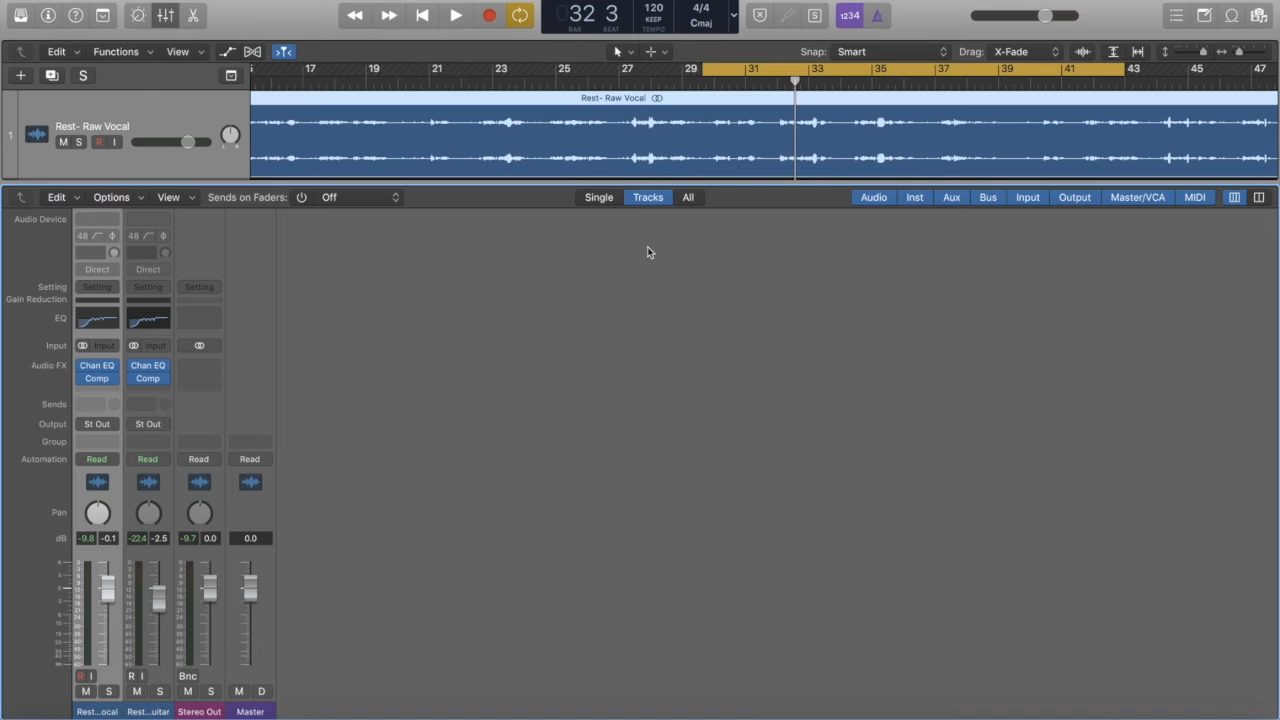 32 3 120 4/4 1234
KEEP Cmaj
BAR BEAT TEMPO
Edit Functions View Snap: Smart Drag: X-Fade
S 17 19 21 23 25 27 29 31 33 35 37 39 41 43 45 47
Rest- Raw Vocal
1 Rest- Raw Vocal
M S R I
L R
Edit Options View Sends on Faders: Off Single Tracks All Audio Inst Aux Bus Input Output Master/VCA MIDI
Audio Device
48 48
Direct Direct
Setting Setting Setting Setting
Gain Reduction
EQ
Input Input Input
Audio FX Chan EQ Chan EQ
Comp Comp
Sends
Output St Out St Out
Group
Automation Read Read Read Read
Pan
dB -9.8 -0.1 -22.4 -2.5 -9.7 0.0 0.0
R I R I Bnc
M S M S M S M D
Rest...ocal Rest...uitar Stereo Out Master